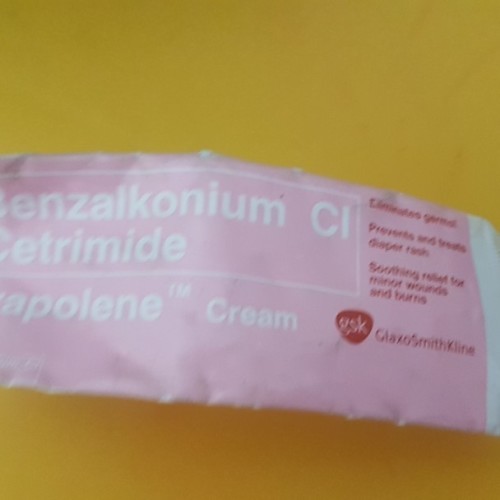 Benzalkonium Cl
Cetrimide
rapolene™ Cream
Eliminates germs!
Prevents and treats
diaper rash
Soothing relief for
minor wounds
and burns
gsk
GlaxoSmithKline